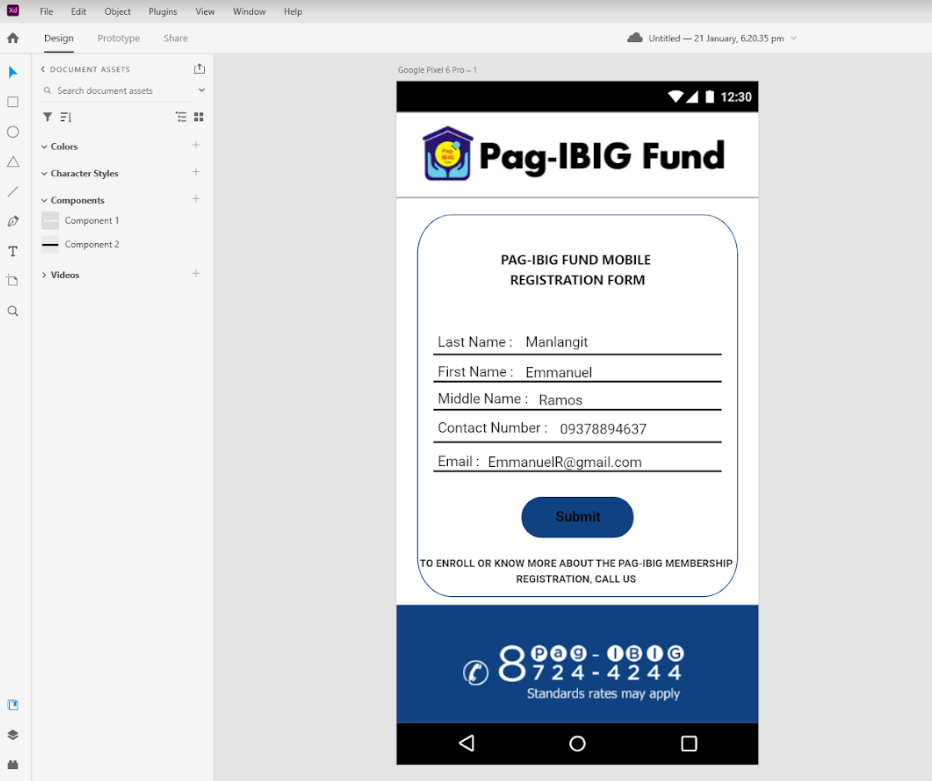 Xd File Edit Object Plugins View Window Help
Design Prototype Share Untitled — 21 January, 6.20.35 pm
DOCUMENT ASSETS
Search document assets
Colors
Character Styles
Components
Component 1
Component 2
Videos
T
Google Pixel 6 Pro – 1
12:30
Pag-IBIG Fund
Pag-IBIG Fund
PAG-IBIG FUND MOBILE
REGISTRATION FORM
Last Name : Manlangit
First Name : Emmanuel
Middle Name : Ramos
Contact Number : 09378894637
Email : EmmanuelR@gmail.com
Submit
TO ENROLL OR KNOW MORE ABOUT THE PAG-IBIG MEMBERSHIP
REGISTRATION, CALL US
Pag-IBIG
8 724-4244
Standards rates may apply